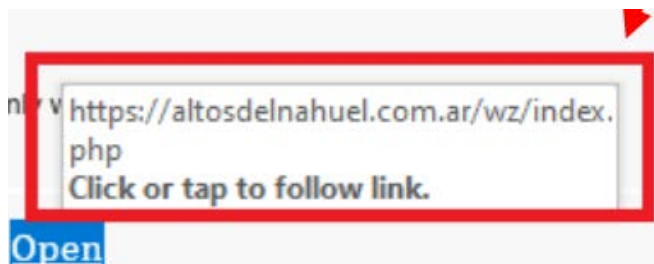 https://altosdelnahuel.com.ar/wz/index.
php
Click or tap to follow link.
Open